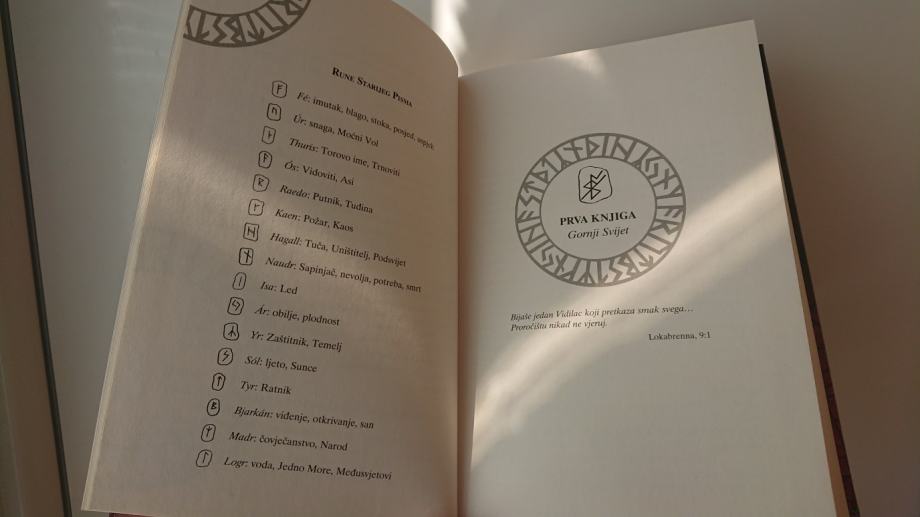 RUNE STARIJEG PISMA
Fé: imutak, blago, stoka, posjed, uspjeh
Úr: snaga, Moćni Vol
Thuris: Torovo ime, Trnoviti
Ós: Vidoviti, Asi
Raedo: Putnik, Tuđina
Kaen: Požar, Kaos
Hagall: Tuča, Uništitelj, Podsvijet
Naudr: Sapinjač, nevolja, potreba, smrt
Isa: Led
Ár: obilje, plodnost
Yr: Zaštitnik, Temelj
Sól: ljeto, Sunce
Tyr: Ratnik
Bjarkán: viđenje, otkrivanje, san
Madr: čovječanstvo, Narod
Logr: voda, Jedno More, Međusvjetovi
PRVA KNJIGA
Gornji Svijet
Bijaše jedan Vidilac koji pretkaza smak svega…
Proročištu nikad ne vjeruj.
Lokabrenna, 9:1